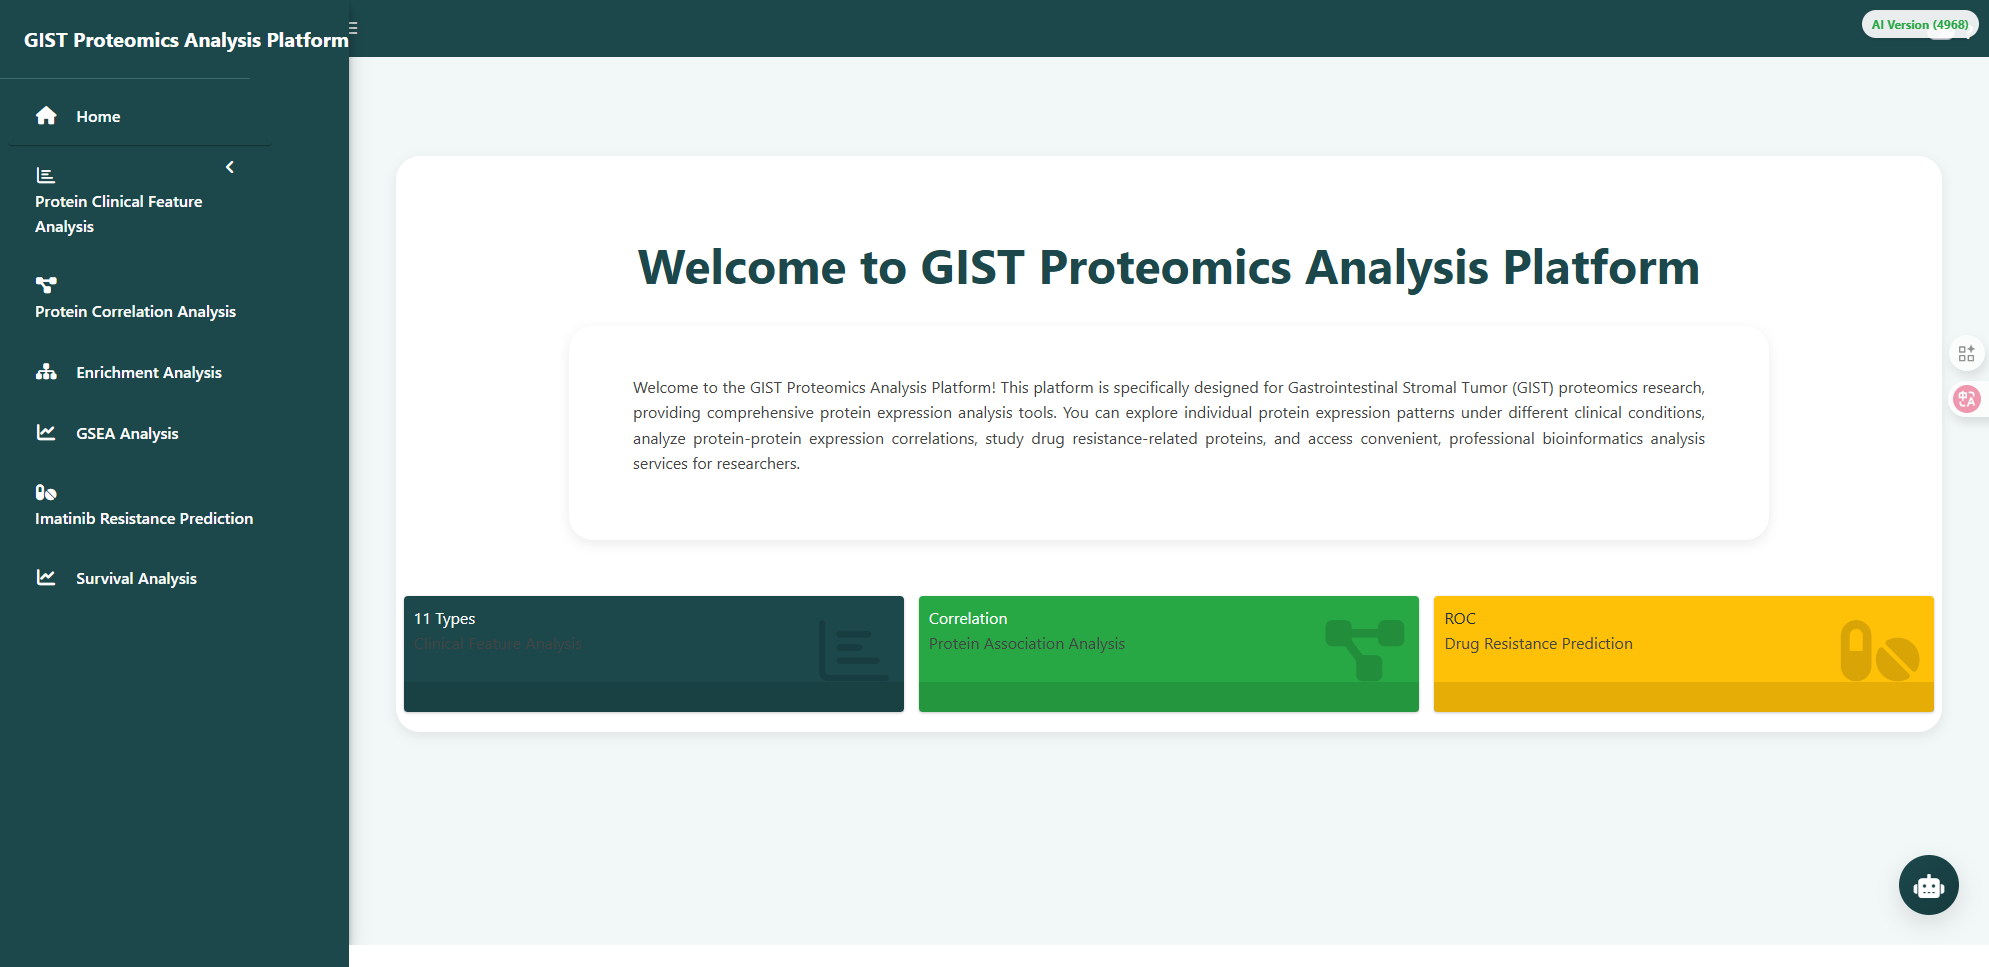 GIST Proteomics Analysis Platform
AI Version (4968)
Home
Protein Clinical Feature
Analysis
Protein Correlation Analysis
Enrichment Analysis
GSEA Analysis
Imatinib Resistance Prediction
Survival Analysis
Welcome to GIST Proteomics Analysis Platform
Welcome to the GIST Proteomics Analysis Platform! This platform is specifically designed for Gastrointestinal Stromal Tumor (GIST) proteomics research,
providing comprehensive protein expression analysis tools. You can explore individual protein expression patterns under different clinical conditions,
analyze protein-protein expression correlations, study drug resistance-related proteins, and access convenient, professional bioinformatics analysis
services for researchers.
11 Types
Clinical Feature Analysis
Correlation
Protein Association Analysis
ROC
Drug Resistance Prediction
中A